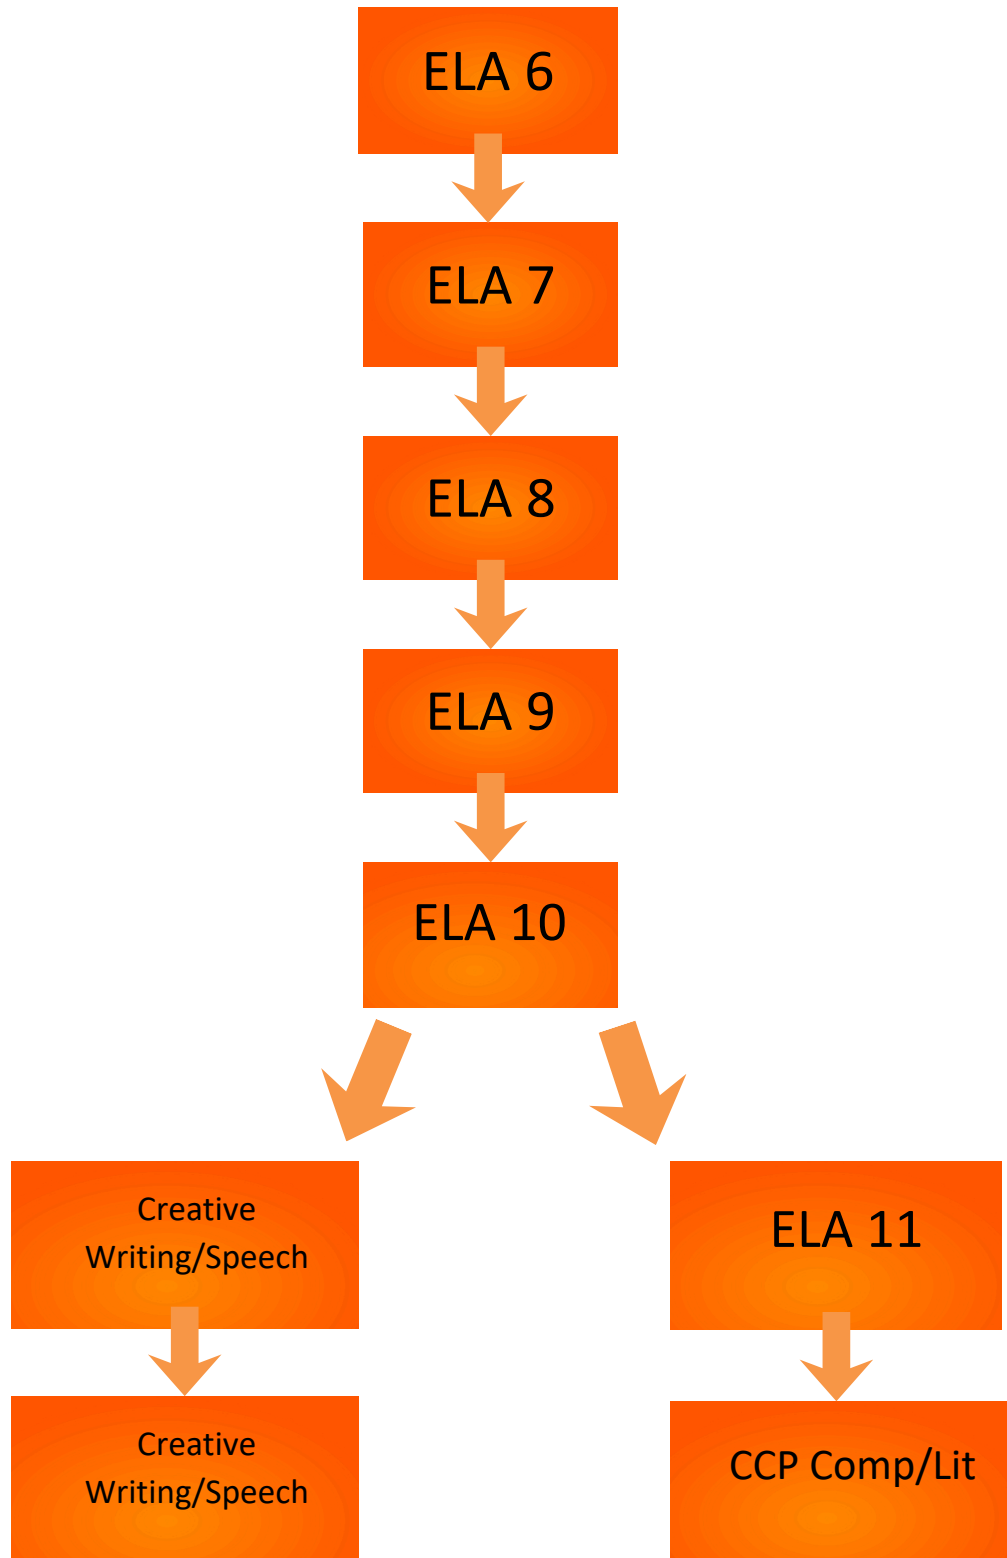 ELA 6
ELA 7
ELA 8
ELA 9
ELA 10
Creative
Writing/Speech
ELA 11
Creative
Writing/Speech
CCP Comp/Lit